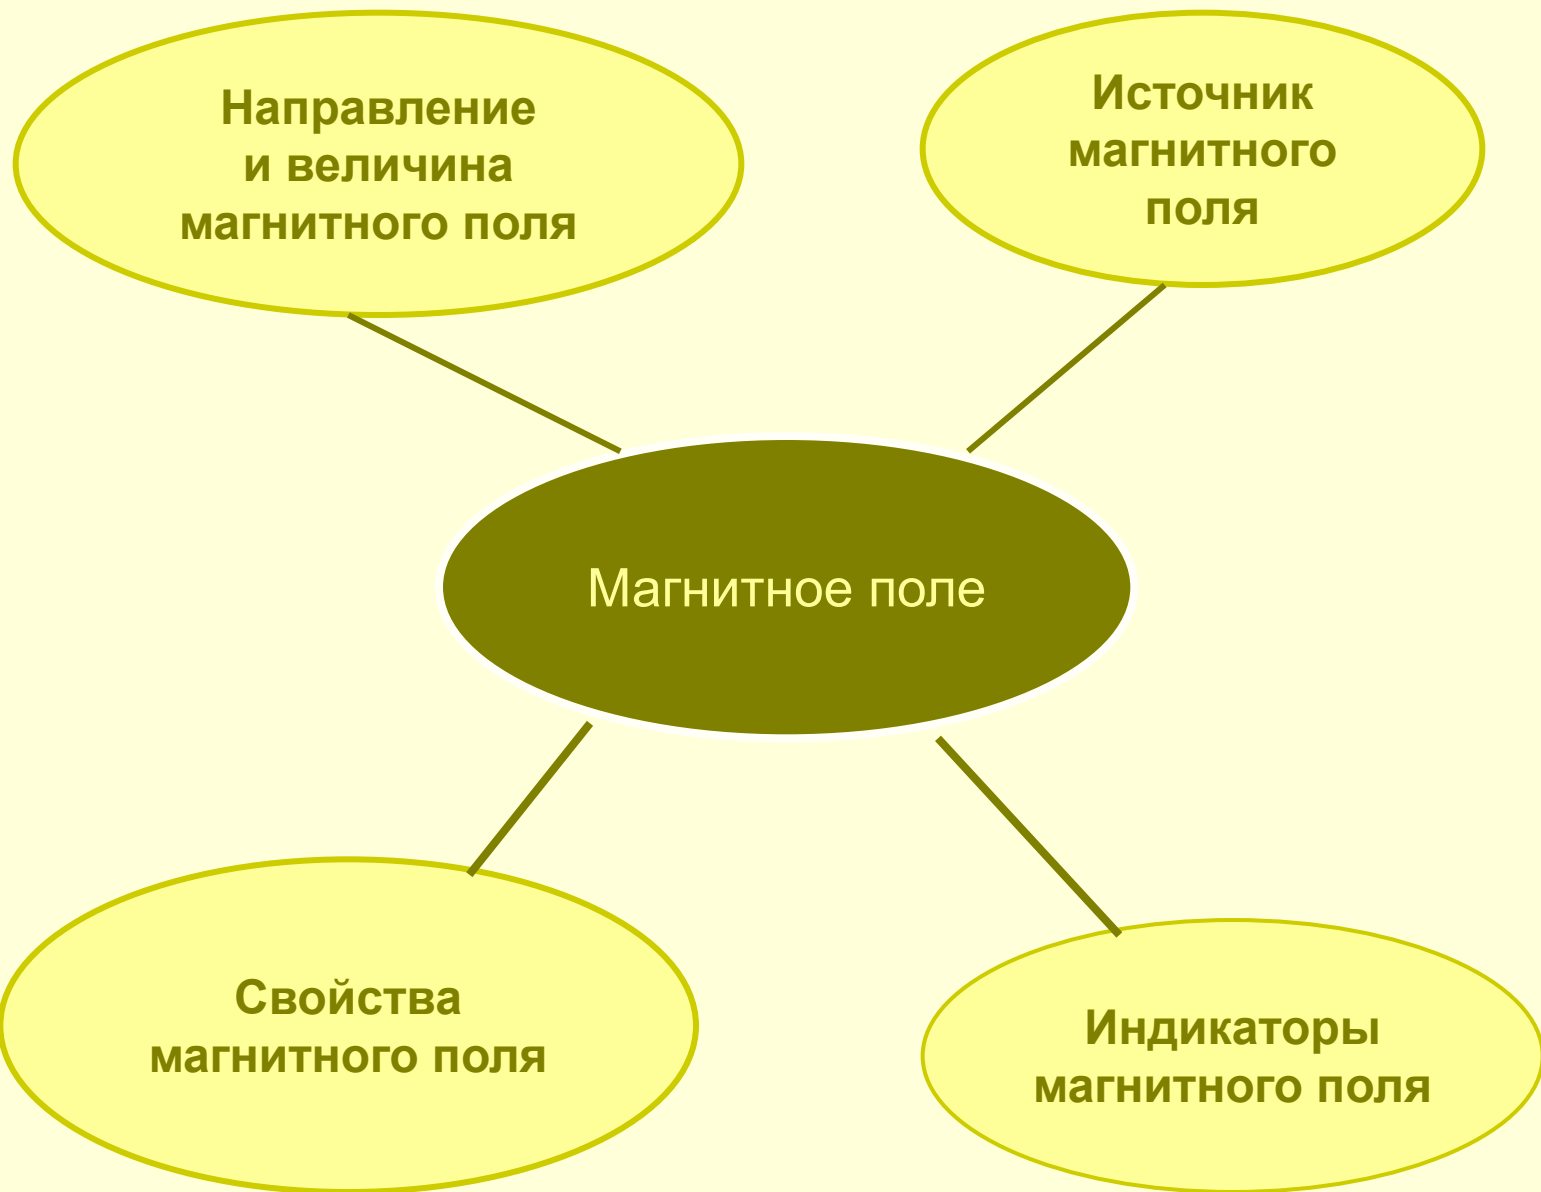 Направление
и величина
магнитного поля
Источник
магнитного
поля
Магнитное поле
Свойства
магнитного поля
Индикаторы
магнитного поля